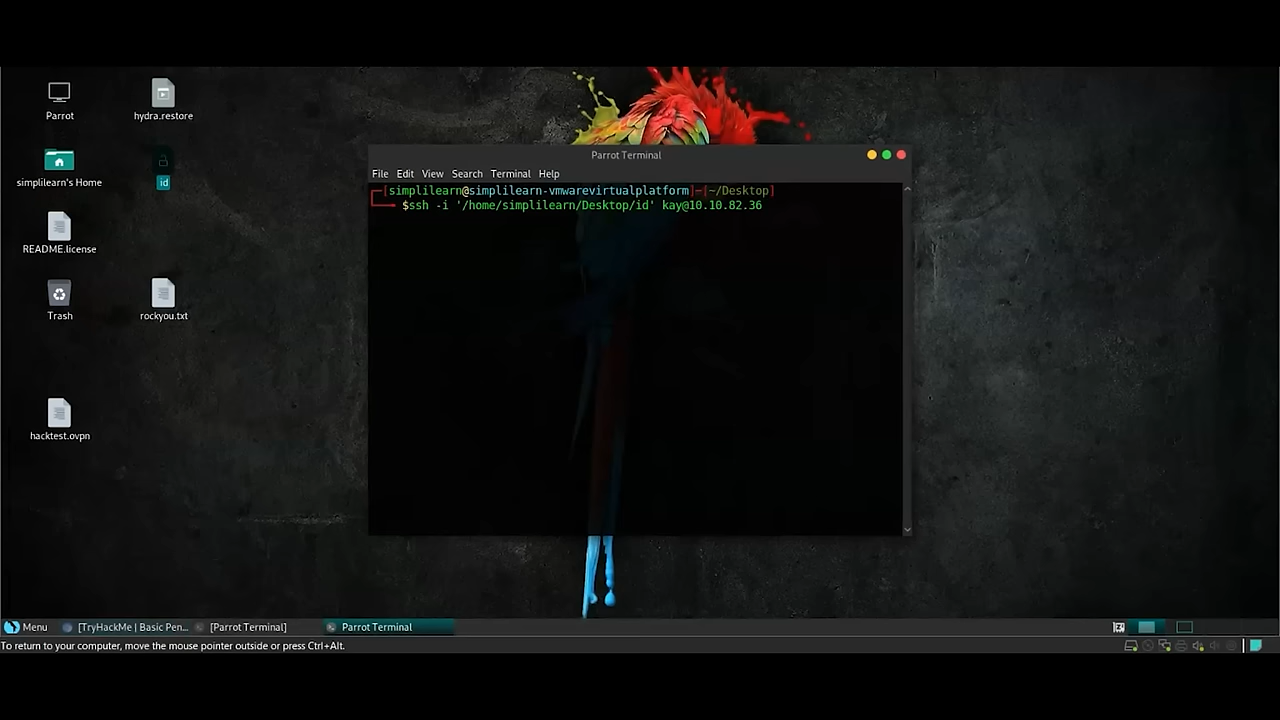 Parrot
hydra.restore
simplilearn's Home
id
README.license
Trash
rockyou.txt
hacktest.ovpn
Parrot Terminal
File Edit View Search Terminal Help
[simplilearn@simplilearn-vmwarevirtualplatform]-[~/Desktop]
$ssh -i '/home/simplilearn/Desktop/id' kay@10.10.82.36
Menu [TryHackMe | Basic Pen... [Parrot Terminal] Parrot Terminal
To return to your computer, move the mouse pointer outside or press Ctrl+Alt.